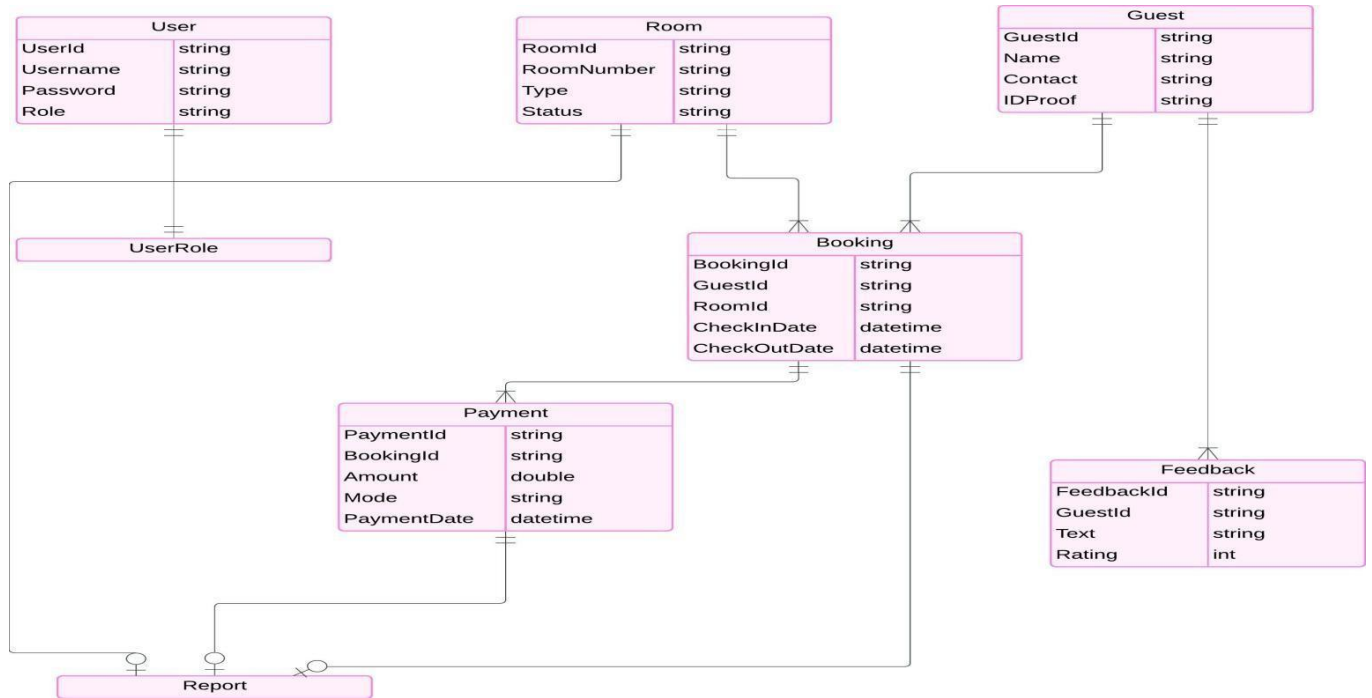 User
UserId string
Username string
Password string
Role string
Room
RoomId string
RoomNumber string
Type string
Status string
Guest
GuestId string
Name string
Contact string
IDProof string
UserRole
Booking
BookingId string
GuestId string
RoomId string
CheckInDate datetime
CheckOutDate datetime
Payment
PaymentId string
BookingId string
Amount double
Mode string
PaymentDate datetime
Feedback
FeedbackId string
GuestId string
Text string
Rating int
Report